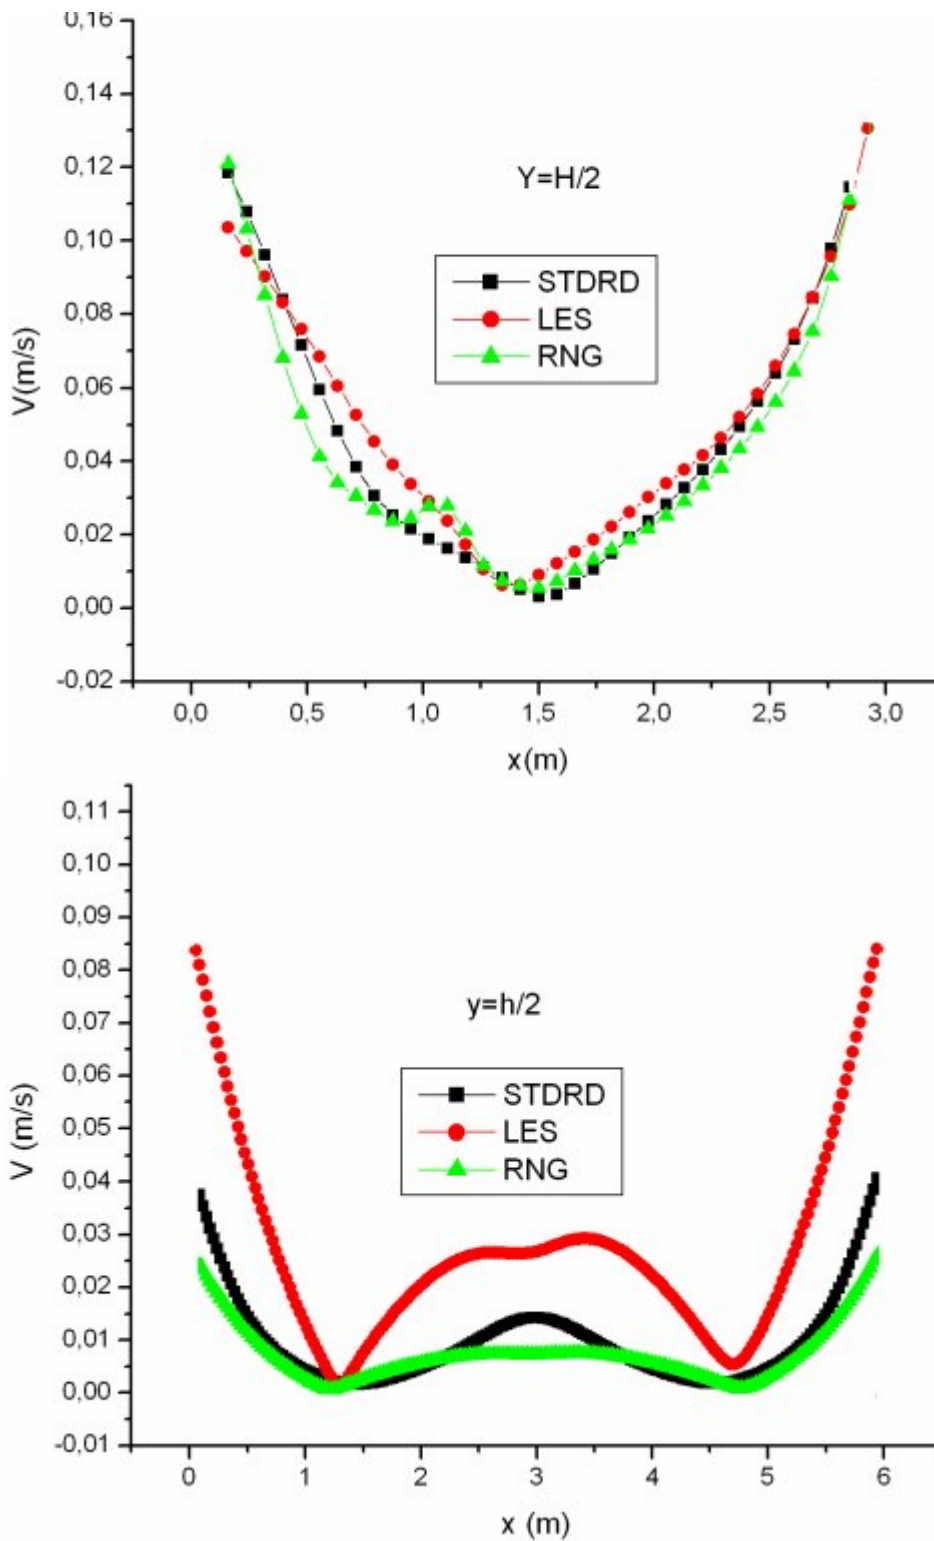 0,16
0,14
0,12
0,10
0,08
0,06
0,04
0,02
0,00
-0,02
V(m/s)
Y=H/2
STDRD
LES
RNG
0,0 0,5 1,0 1,5 2,0 2,5 3,0
x(m)
0,11
0,10
0,09
0,08
0,07
0,06
0,05
0,04
0,03
0,02
0,01
0,00
-0,01
V (m/s)
y=h/2
STDRD
LES
RNG
0 1 2 3 4 5 6
x (m)